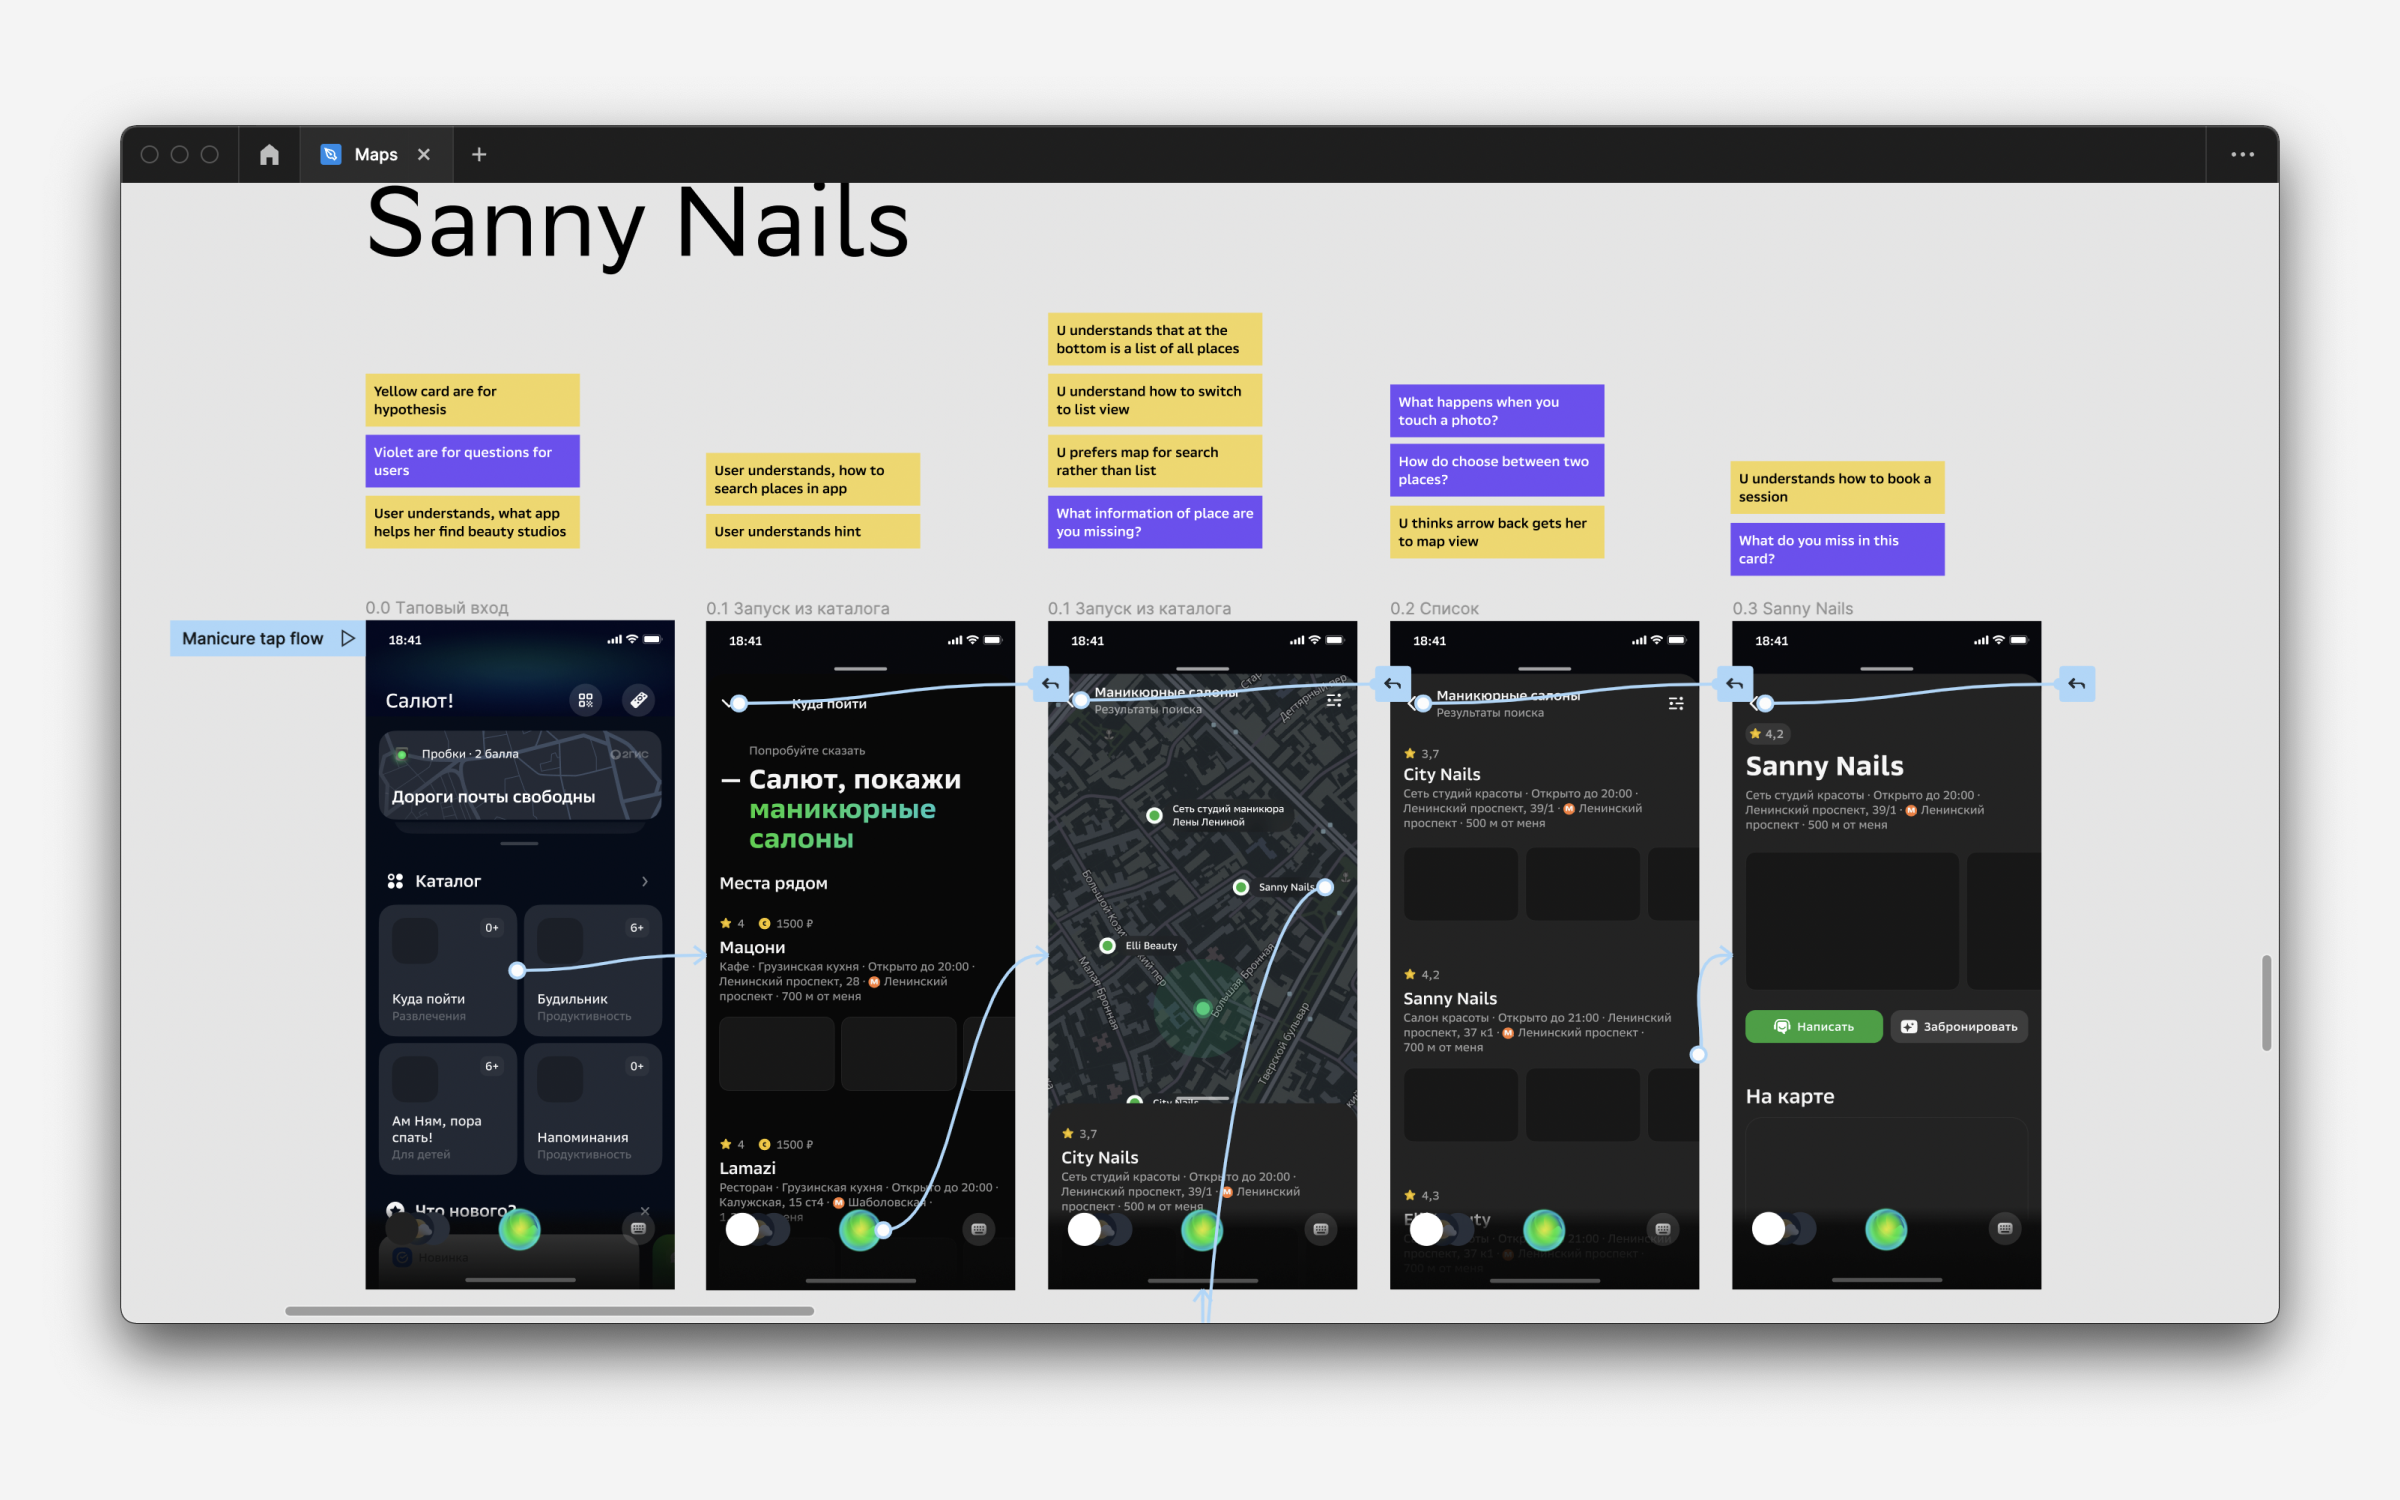 Maps
Sanny Nails
Yellow card are for
hypothesis
Violet are for questions for
users
User understands, what app
helps her find beauty studios
User understands, how to
search places in app
User understands hint
U understands that at the
bottom is a list of all places
U understand how to switch
to list view
U prefers map for search
rather than list
What information of place are
you missing?
What happens when you
touch a photo?
How do choose between two
places?
U thinks arrow back gets her
to map view
U understands how to book a
session
What do you miss in this
card?
Manicure tap flow
0.0 Таповый вход
18:41
Салют!
Пробки · 2 балла
2ГИС
Дороги почты свободны
Каталог
0+
Куда пойти
Развлечения
6+
Будильник
Продуктивность
6+
Ам Ням, пора
спать!
Для детей
0+
Напоминания
Продуктивность
Что нового?
Новинка
0.1 Запуск из каталога
18:41
Куда пойти
Попробуйте сказать
— Салют, покажи
маникюрные
салоны
Места рядом
4 1500 ₽
Мацони
Кафе · Грузинская кухня · Открыто до 20:00 ·
Ленинский проспект, 28 · М Ленинский
проспект · 700 м от меня
4 1500 ₽
Lamazi
Ресторан · Грузинская кухня · Открыто до 20:00 ·
Калужская, 15 ст4 · М Шаболовская ·
0.1 Запуск из каталога
18:41
Маникюрные салоны
Результаты поиска
Дегтярный пер
Сеть студий маникюра
Лены Лениной
Sanny Nails
Elli Beauty
Малая Бронная
Большая Бронная
Тверской бульвар
City Nails
3,7
City Nails
Сеть студий красоты · Открыто до 20:00 ·
Ленинский проспект, 39/1 · М Ленинский
проспект · 500 м от меня
0.2 Список
18:41
Маникюрные салоны
Результаты поиска
3,7
City Nails
Сеть студий красоты · Открыто до 20:00 ·
Ленинский проспект, 39/1 · М Ленинский
проспект · 500 м от меня
4,2
Sanny Nails
Салон красоты · Открыто до 21:00 · Ленинский
проспект, 37 к1 · М Ленинский проспект ·
700 м от меня
4,3
0.3 Sanny Nails
18:41
4,2
Sanny Nails
Сеть студий красоты · Открыто до 20:00 ·
Ленинский проспект, 39/1 · М Ленинский
проспект · 500 м от меня
Написать
Забронировать
На карте